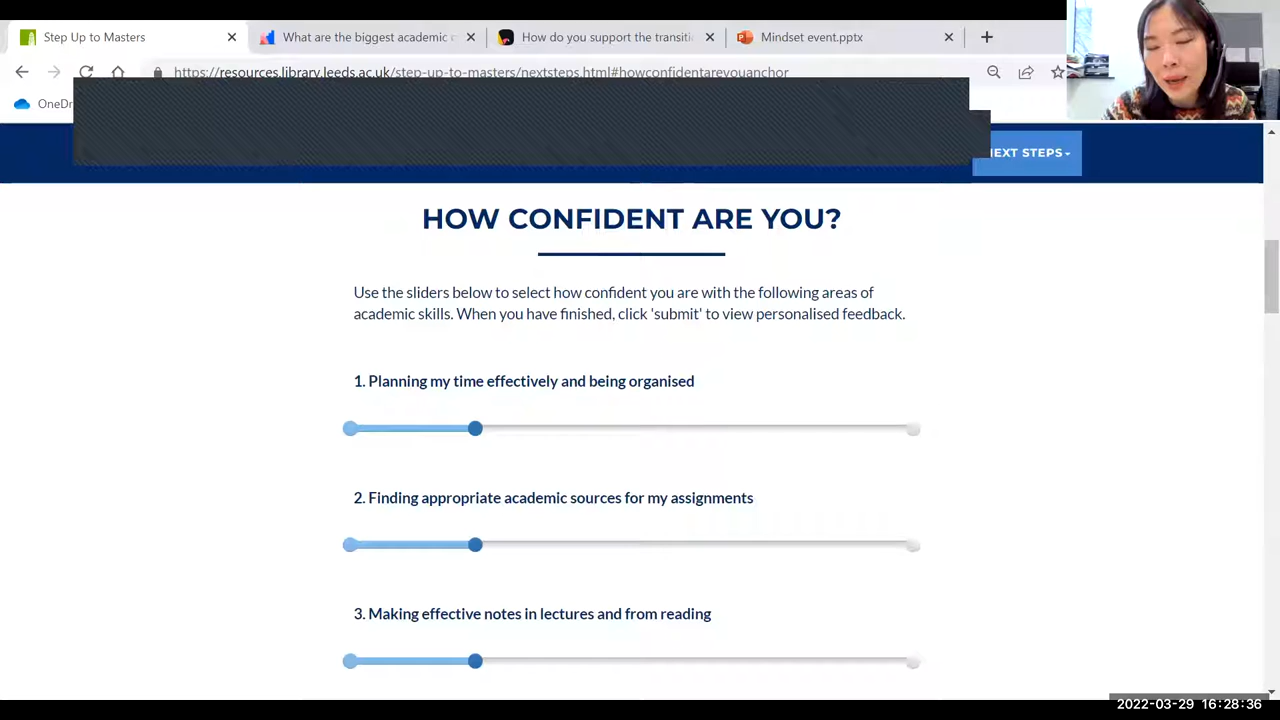 Step Up to Masters
What are the biggest academic c
How do you support the transiti
Mindset event.pptx
https://resources.library.leeds.ac.uk/step-up-to-masters/nextsteps.html#howconfidentareyouanchor
OneDr
EXT STEPS
HOW CONFIDENT ARE YOU?
Use the sliders below to select how confident you are with the following areas of
academic skills. When you have finished, click 'submit' to view personalised feedback.
1. Planning my time effectively and being organised
2. Finding appropriate academic sources for my assignments
3. Making effective notes in lectures and from reading
2022-03-29 16:28:36